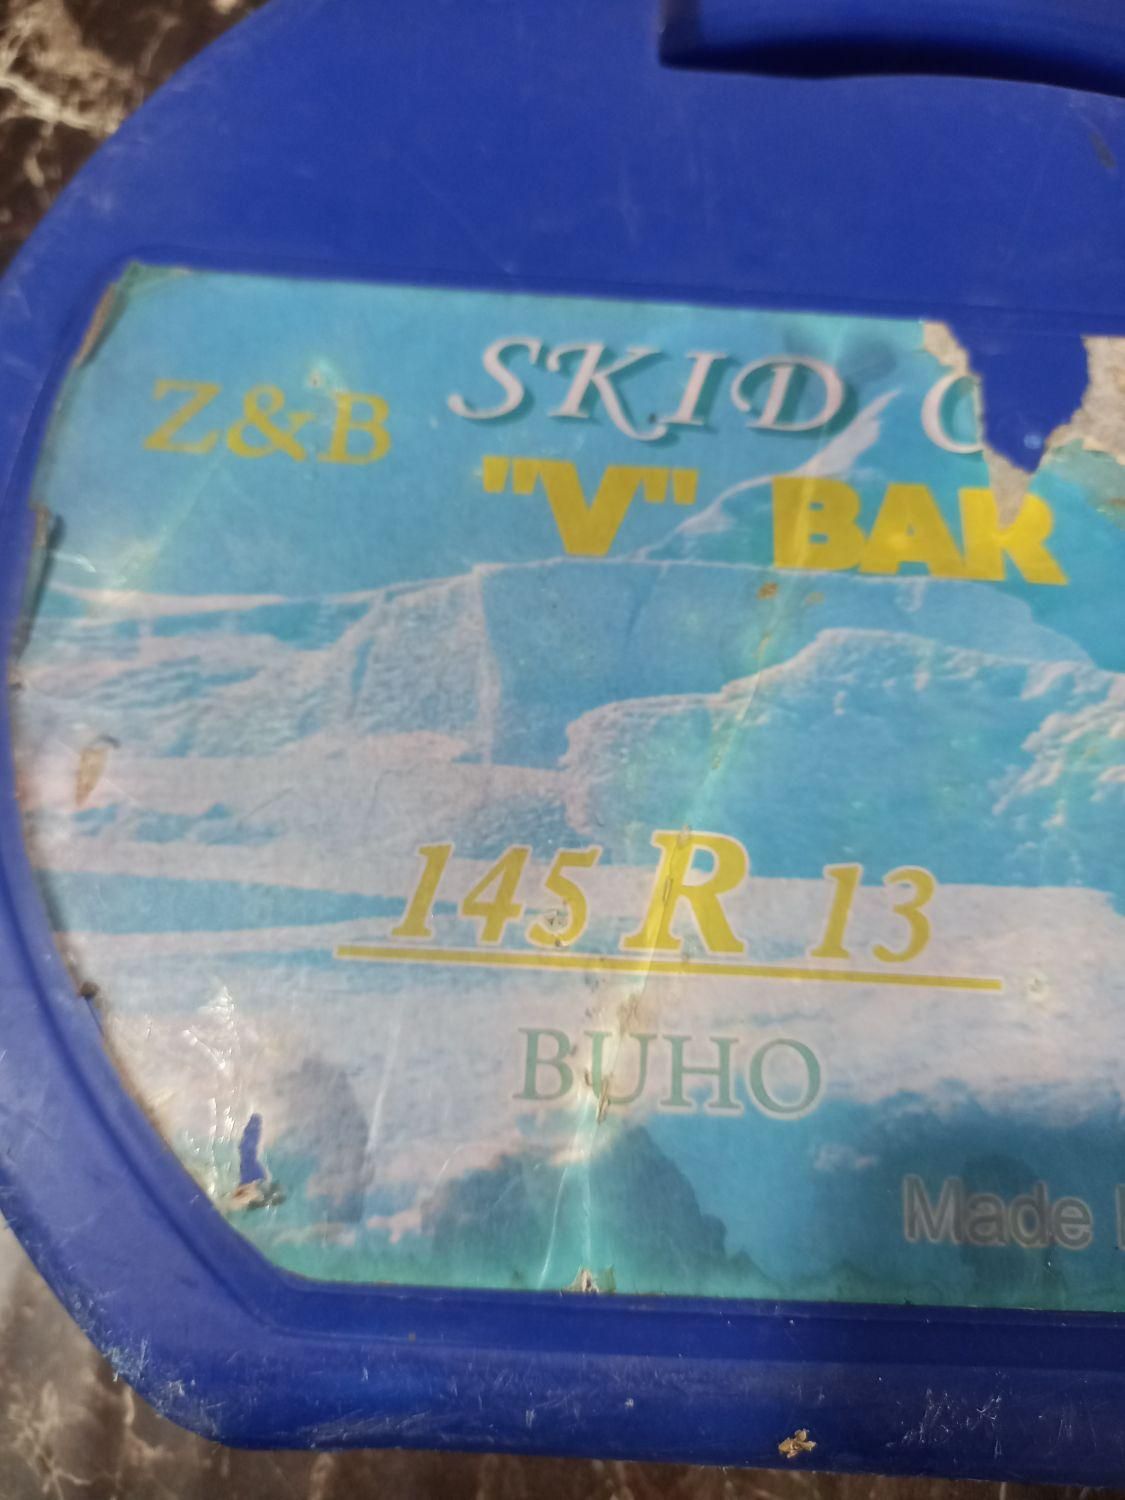 Z&B SKID C
"V" BAR
145 R 13
BUHO
Made